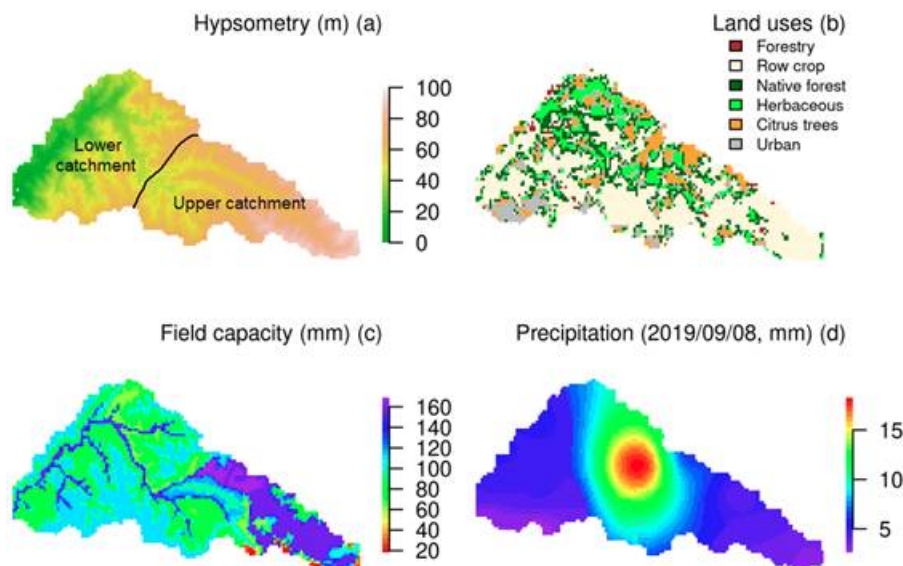 Hypsometry (m) (a)
Lower
catchment
Upper catchment
100
80
60
40
20
0
Land uses (b)
Forestry
Row crop
Native forest
Herbaceous
Citrus trees
Urban
Field capacity (mm) (c)
160
140
120
100
80
60
40
20
Precipitation (2019/09/08, mm) (d)
15
10
5